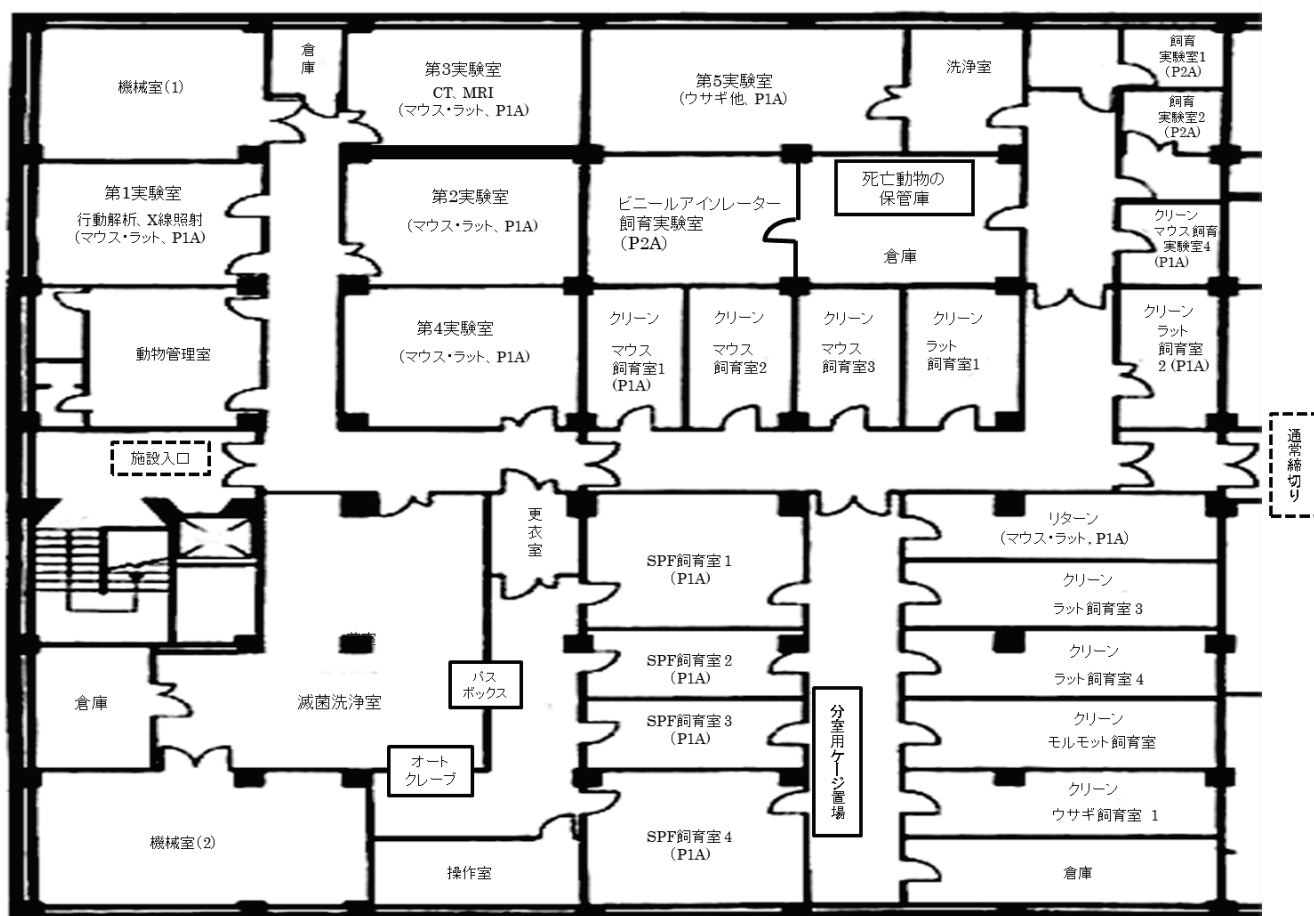 機械室(1)
倉
庫
第3実験室
CT、MRI
(マウス・ラット、P1A)
第5実験室
(ウサギ他、P1A)
洗浄室
飼育
実験室1
(P2A)
飼育
実験室2
(P2A)
第1実験室
行動解析、X線照射
(マウス・ラット、P1A)
第2実験室
(マウス・ラット、P1A)
ビニールアインレーター
飼育実験室
(P2A)
死亡動物の
保管庫
倉庫
クリーン
マウス飼育
実験室4
(P1A)
動物管理室
第4実験室
(マウス・ラット、P1A)
クリーン
マウス
飼育室1
(P1A)
クリーン
マウス
飼育室2
クリーン
マウス
飼育室3
クリーン
ラット
飼育室1
クリーン
ラット
飼育室
2 (P1A)
施設入口
通常締切り
更
衣
室
SPF飼育室1
(P1A)
リターン
(マウス・ラット,P1A)
クリーン
ラット飼育室 3
SPF飼育室2
(P1A)
クリーン
ラット飼育室 4
倉庫
滅菌洗浄室
パス
ボックス
SPF飼育室3
(P1A)
分室用ケージ置場
クリーン
モルモット飼育室
オート
クレーブ
クリーン
ウサギ飼育室 1
機械室(2)
操作室
SPF飼育室4
(P1A)
倉庫